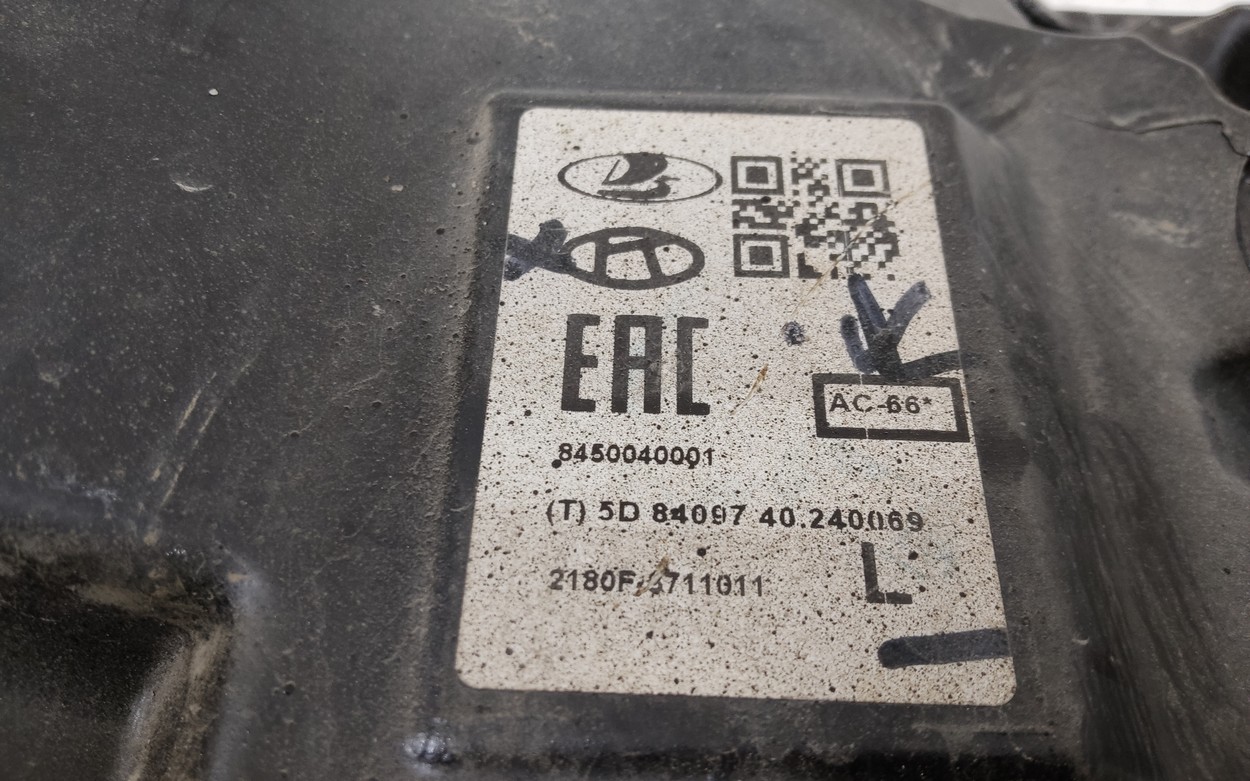 EAC
AC-66*
8450040001
(T) 5D 84097 40.240069
L